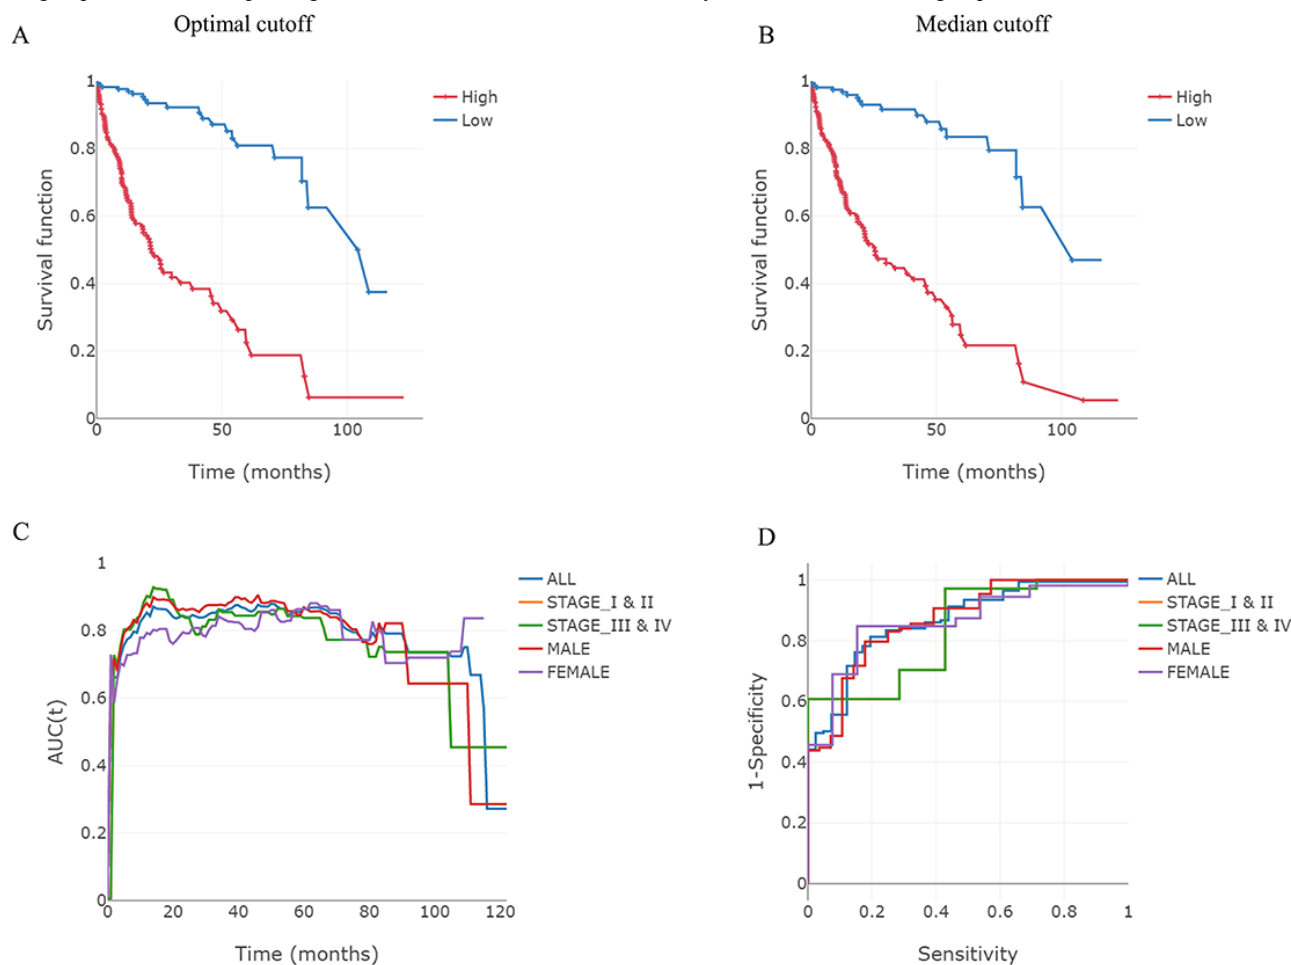 Optimal cutoff
Median cutoff
A
B
1
0.8
0.6
0.4
0.2
0
0
50
100
Survival function
Time (months)
High
Low
1
0.8
0.6
0.4
0.2
0
0
50
100
Survival function
Time (months)
High
Low
C
D
1
0.8
0.6
0.4
0.2
0
0
20
40
60
80
100
120
AUC(t)
Time (months)
ALL
STAGE_I & II
STAGE_III & IV
MALE
FEMALE
1
0.8
0.6
0.4
0.2
0
0
0.2
0.4
0.6
0.8
1
1-Specificity
Sensitivity
ALL
STAGE_I & II
STAGE_III & IV
MALE
FEMALE